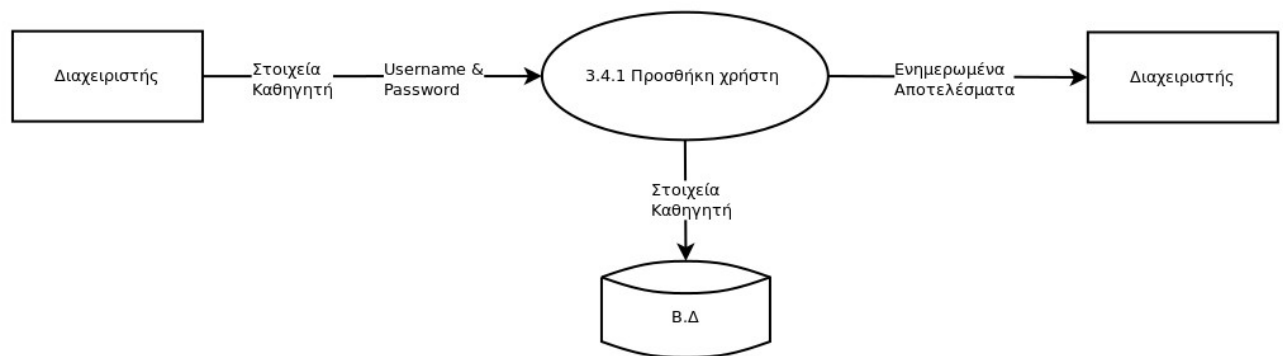 Διαχειριστής
Στοιχεία
Καθηγητή
Username &
Password
3.4.1 Προσθήκη χρήστη
Ενημερωμένα
Αποτελέσματα
Διαχειριστής
Στοιχεία
Καθηγητή
Β.Δ